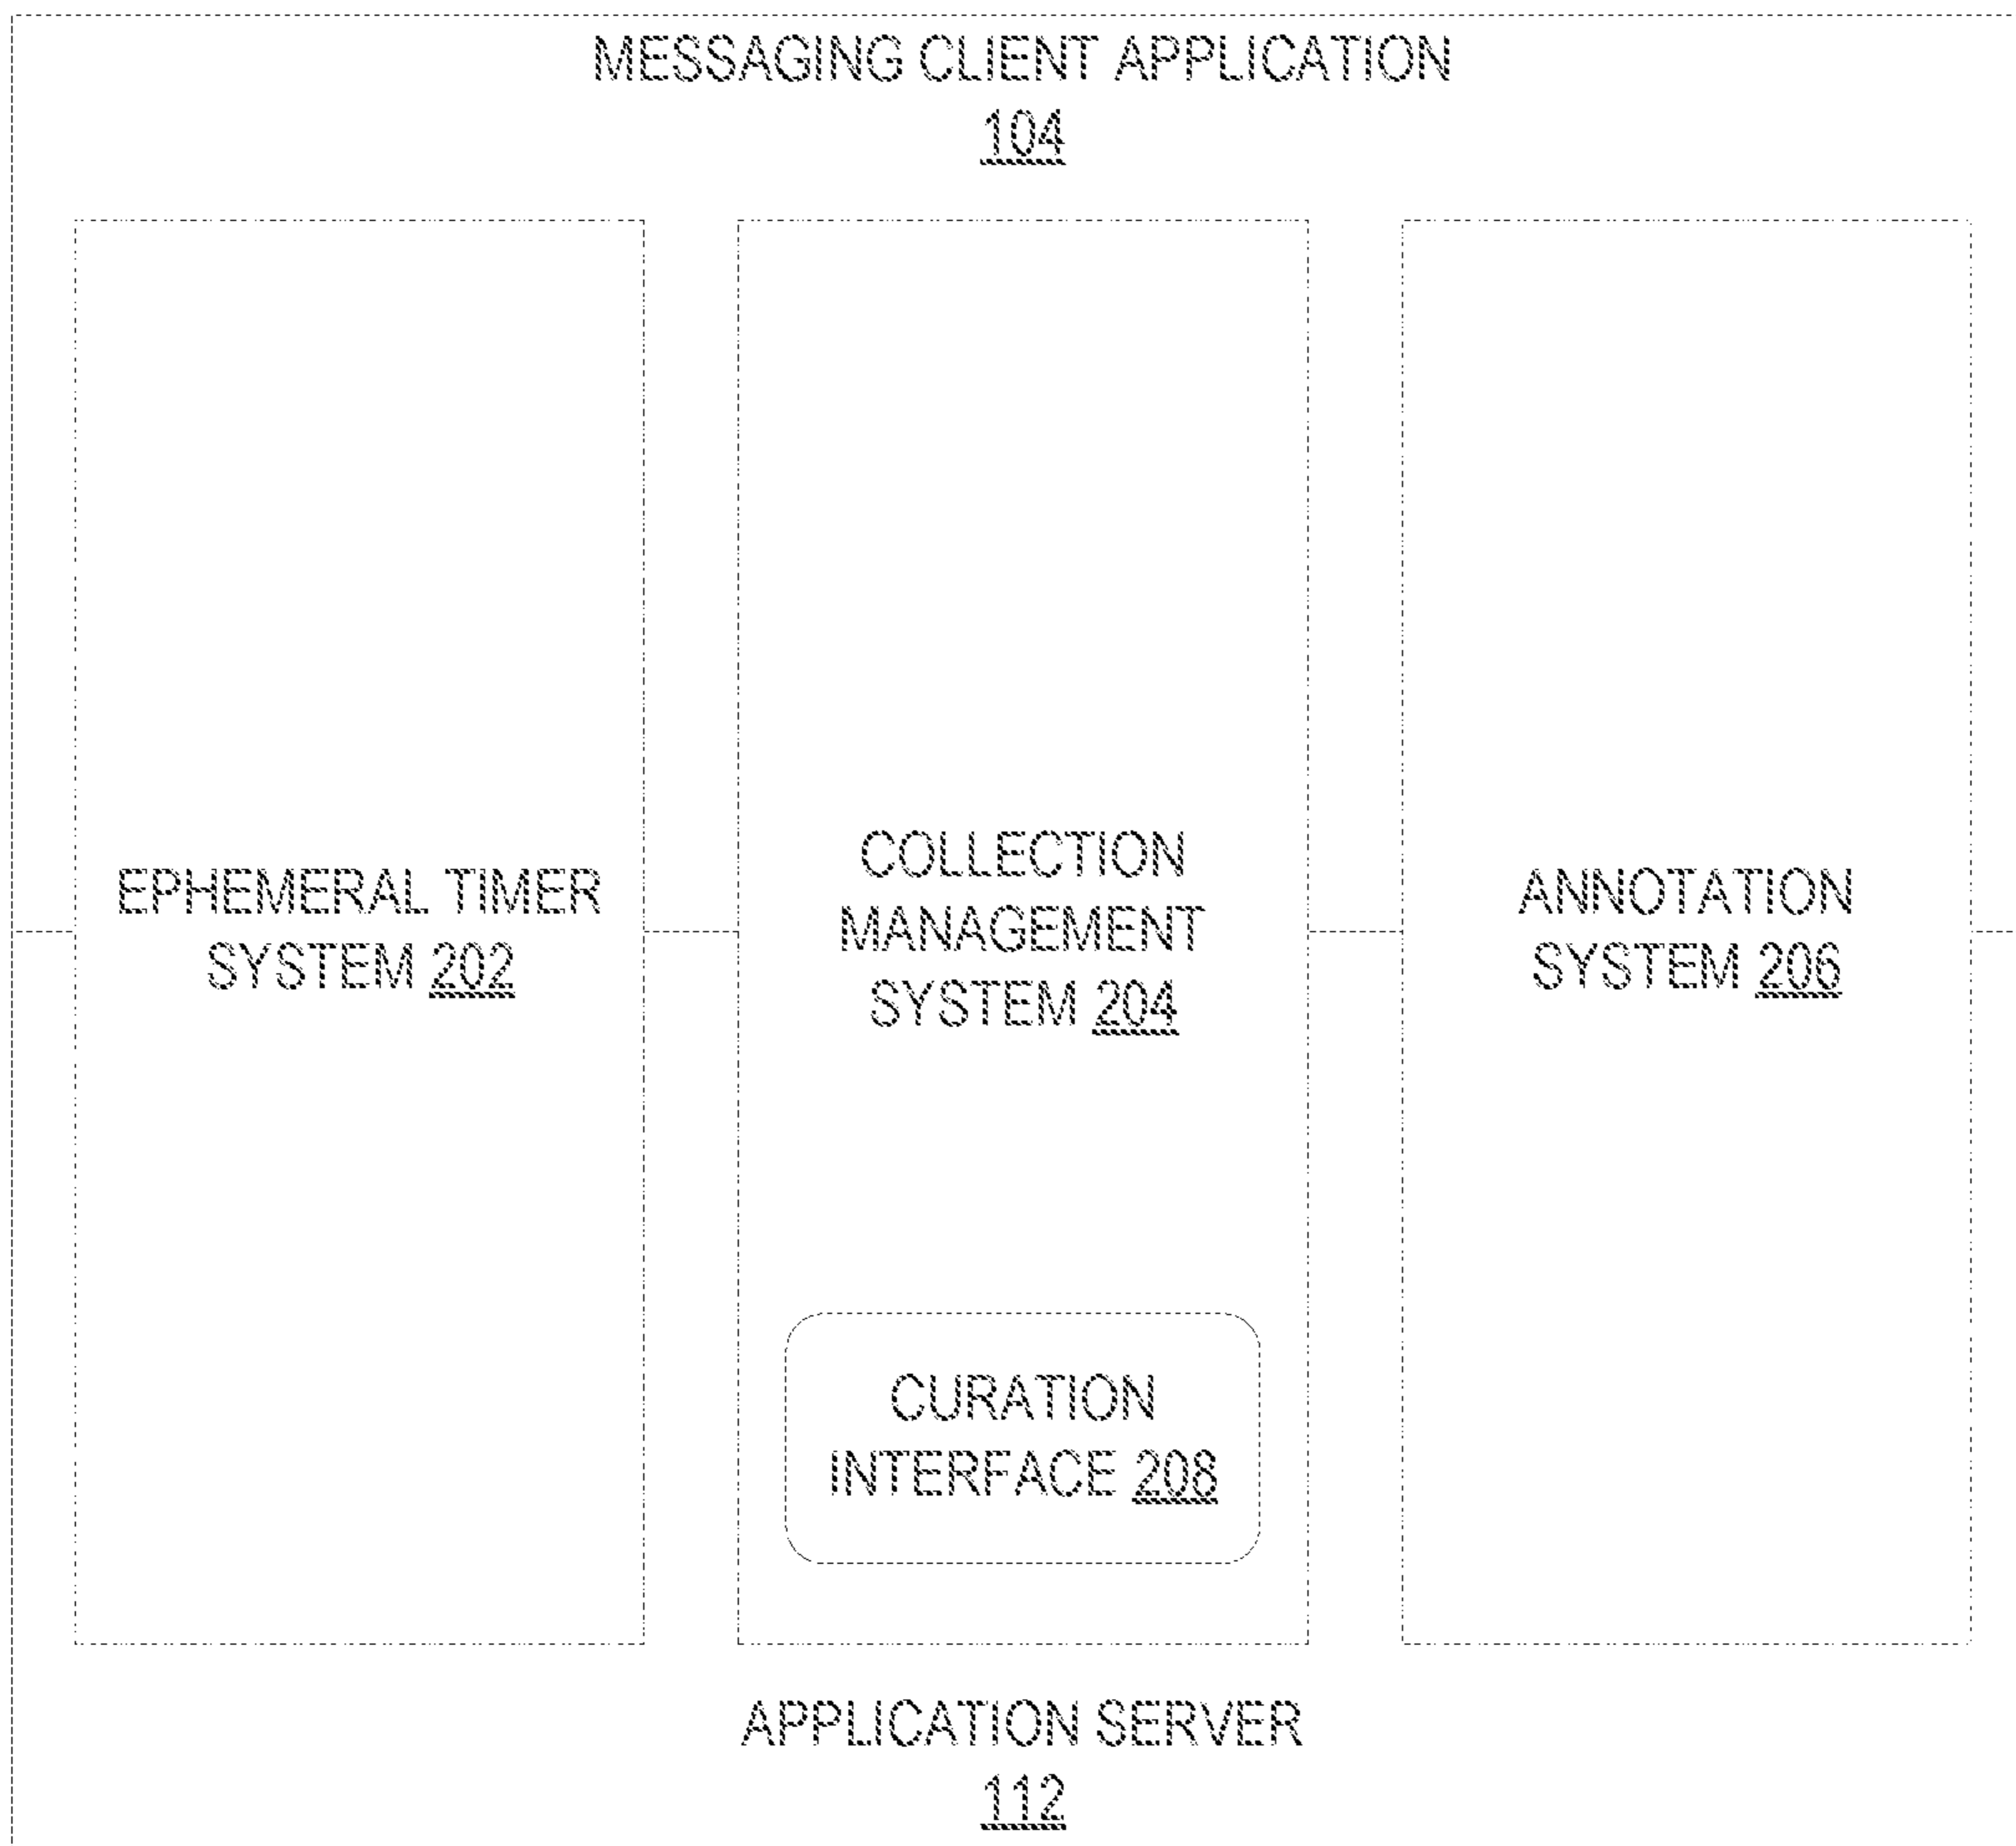 MESSAGING CLIENT APPLICATION
104
EPHEMERAL TIMER
SYSTEM 202
COLLECTION
MANAGEMENT
SYSTEM 204
ANNOTATION
SYSTEM 206
CURATION
INTERFACE 208
APPLICATION SERVER
112